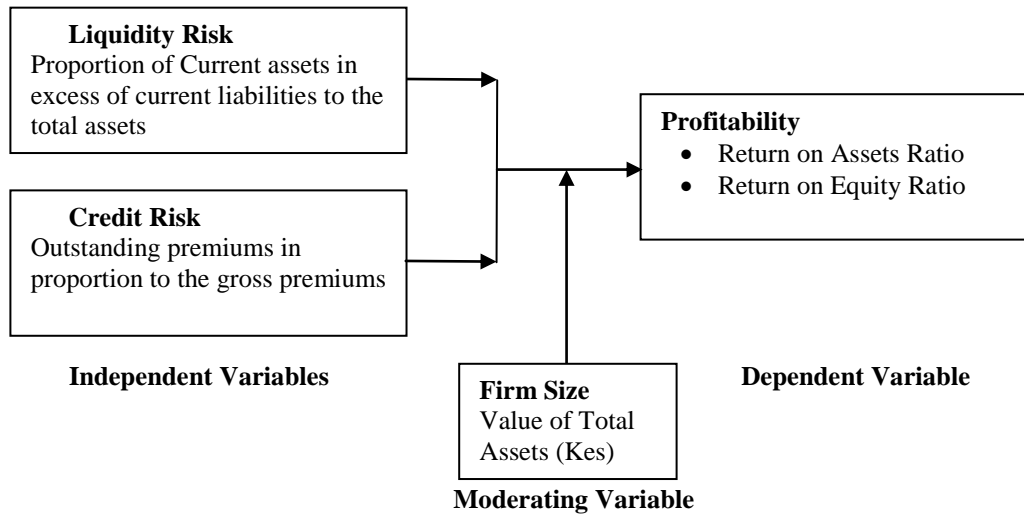 Liquidity Risk
Proportion of Current assets in
excess of current liabilities to the
total assets
Credit Risk
Outstanding premiums in
proportion to the gross premiums
Independent Variables
Profitability
• Return on Assets Ratio
• Return on Equity Ratio
Dependent Variable
Firm Size
Value of Total
Assets (Kes)
Moderating Variable